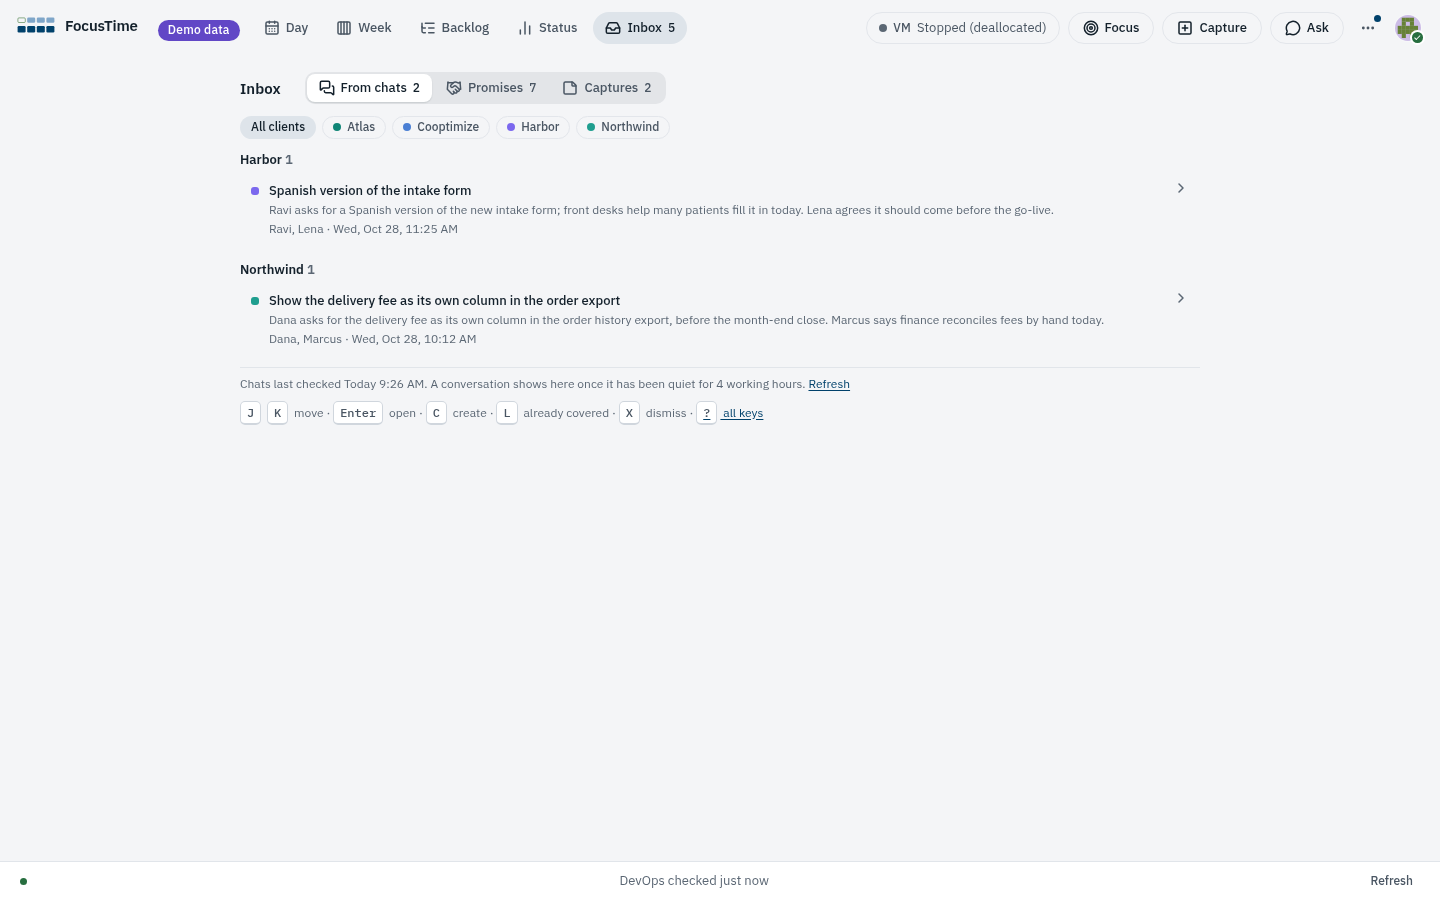 FocusTime
Demo data
Day
Week
Backlog
Status
Inbox 5
VM Stopped (deallocated)
Focus
Capture
Ask
Inbox
From chats 2
Promises 7
Captures 2
All clients
Atlas
Cooptimize
Harbor
Northwind
Harbor 1
Spanish version of the intake form
Ravi asks for a Spanish version of the new intake form; front desks help many patients fill it in today. Lena agrees it should come before the go-live.
Ravi, Lena · Wed, Oct 28, 11:25 AM
Northwind 1
Show the delivery fee as its own column in the order export
Dana asks for the delivery fee as its own column in the order history export, before the month-end close. Marcus says finance reconciles fees by hand today.
Dana, Marcus · Wed, Oct 28, 10:12 AM
Chats last checked Today 9:26 AM. A conversation shows here once it has been quiet for 4 working hours. Refresh
J K move · Enter open · C create · L already covered · X dismiss · ? all keys
DevOps checked just now
Refresh